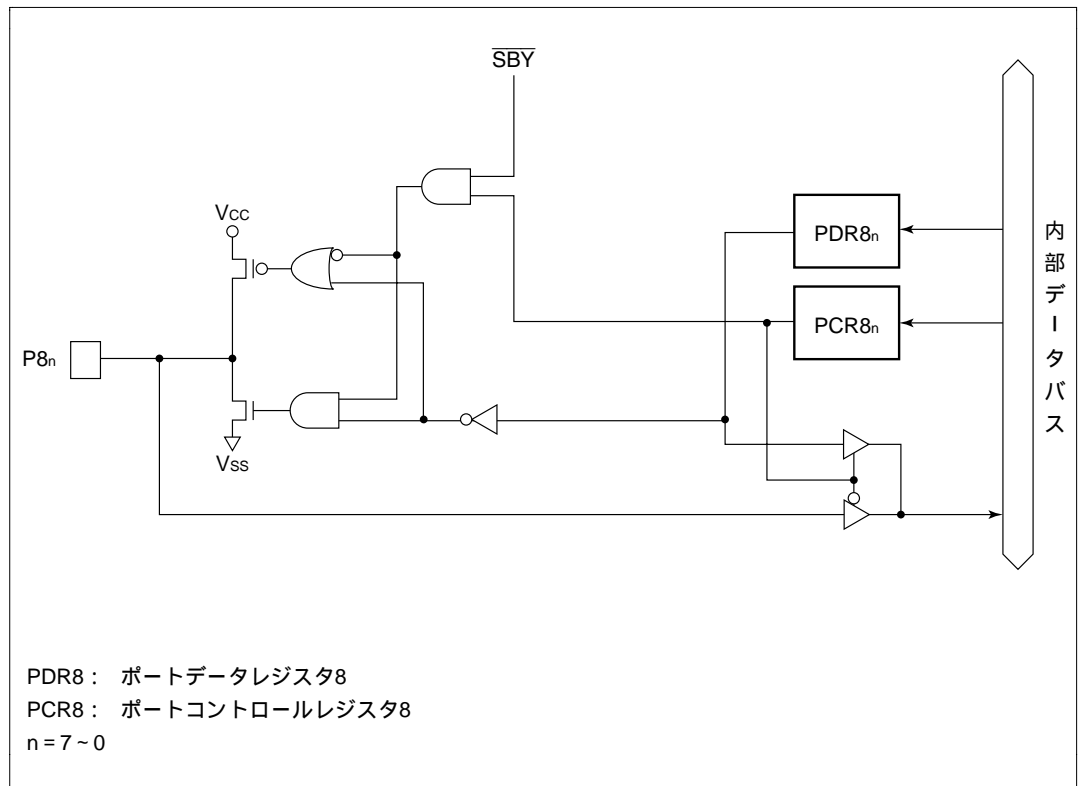 S̅B̅Y̅
VCC
PDR8n
PCR8n
P8n
VSS
内部データバス
PDR8 : ポートデータレジスタ8
PCR8 : ポートコントロールレジスタ8
n = 7 ~ 0